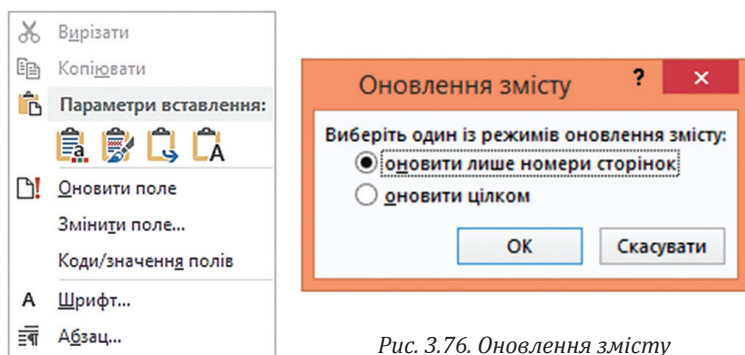 Вирізати
Копіювати
Параметри вставлення:
Оновити поле
Змінити поле...
Коди/значення полів
Шрифт...
Абзац...
Оновлення змісту ? ×
Виберіть один із режимів оновлення змісту:
оновити лише номери сторінок
оновити цілком
ОК Скасувати
Рис. 3.76. Оновлення змісту